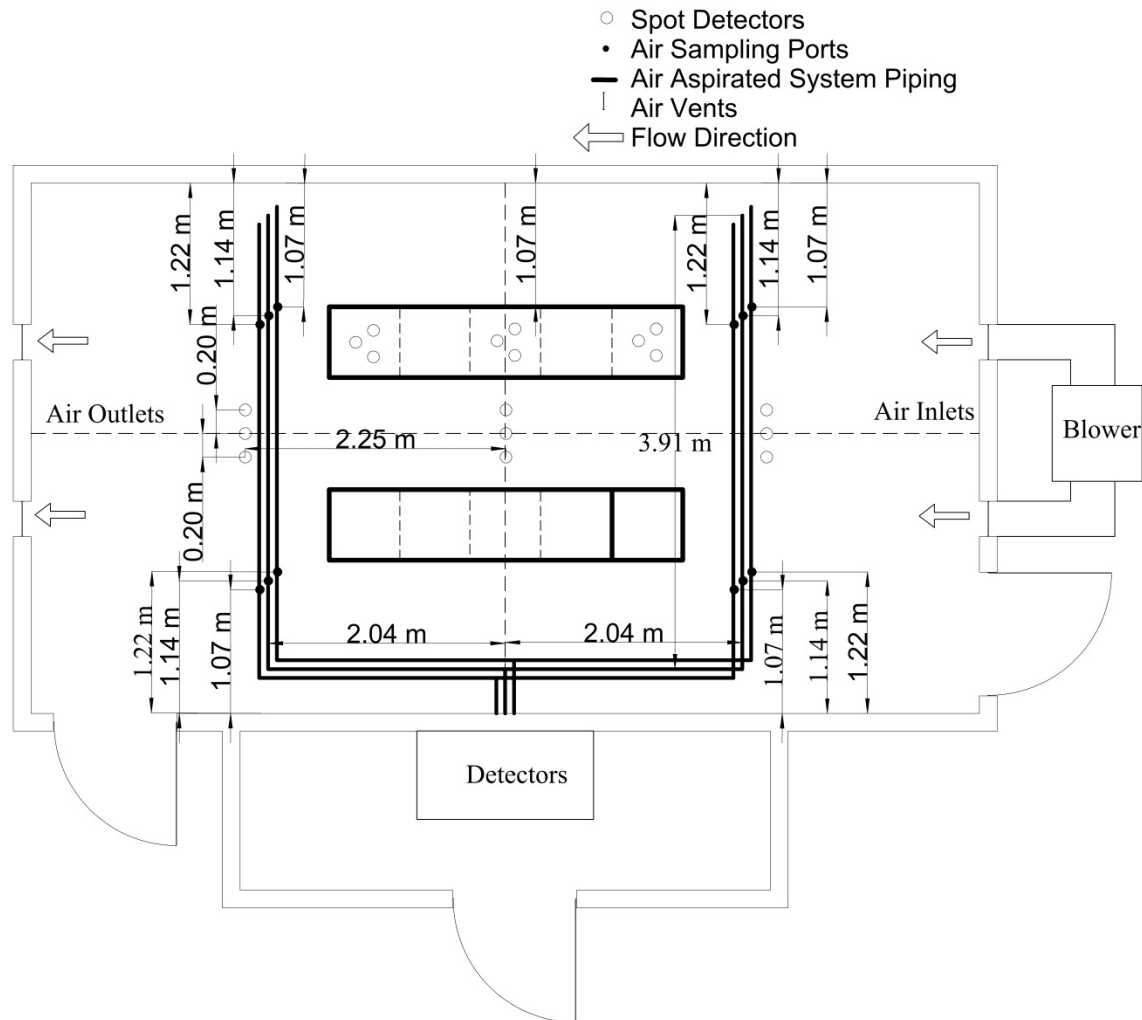 Spot Detectors
Air Sampling Ports
Air Aspirated System Piping
Air Vents
Flow Direction
1.22 m
1.14 m
1.07 m
1.07 m
1.22 m
1.14 m
1.07 m
0.20 m
Air Outlets
Air Inlets
Blower
2.25 m
3.91 m
0.20 m
1.22 m
1.14 m
1.07 m
2.04 m
2.04 m
1.07 m
1.14 m
1.22 m
Detectors